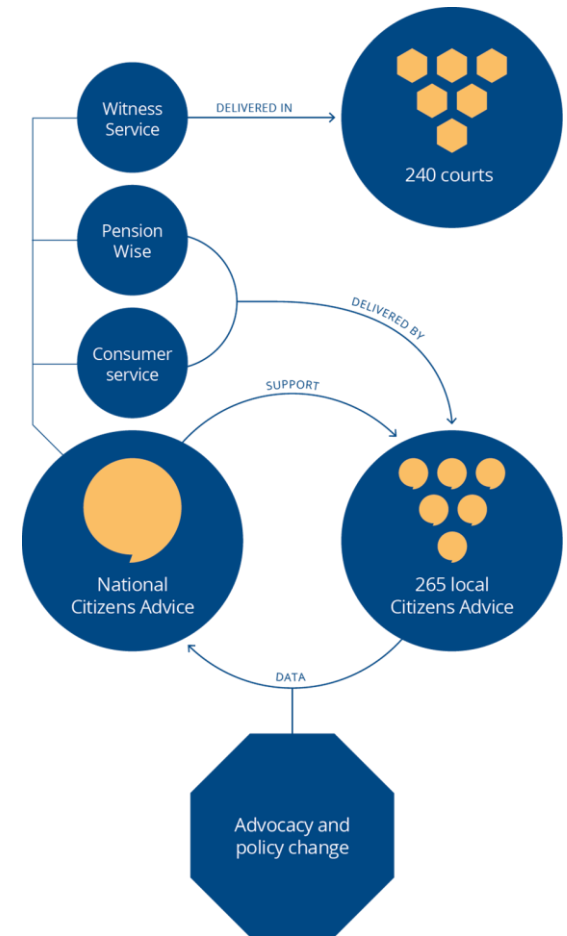 Witness
Service
DELIVERED IN
240 courts
Pension
Wise
DELIVERED BY
Consumer
service
SUPPORT
National
Citizens Advice
265 local
Citizens Advice
DATA
Advocacy and
policy change